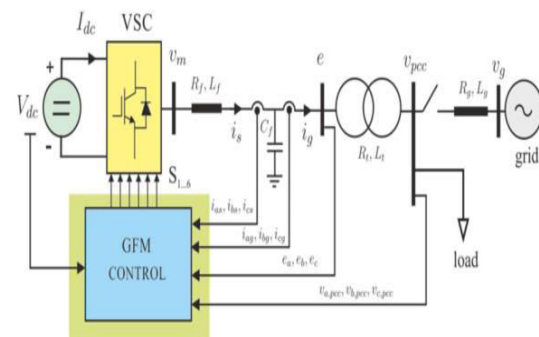 I_dc
VSC
V_dc
+
-
v_m
R_f, L_f
i_s
C_f
i_g
e
R_t, L_t
v_pcc
R_g, L_g
v_g
grid
load
S_1...6
GFM
CONTROL
i_as, i_bs, i_cs
i_ag, i_bg, i_cg
e_a, e_b, e_c
v_a,pcc, v_b,pcc, v_c,pcc